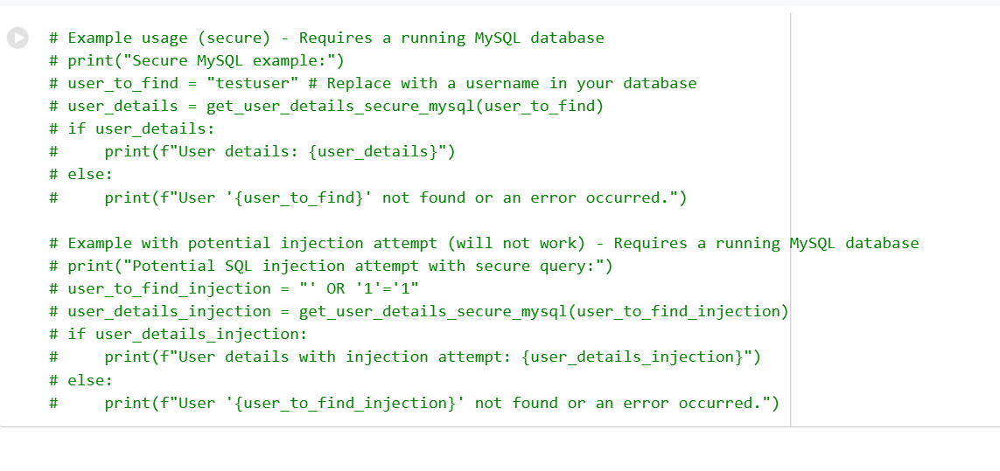 # Example usage (secure) - Requires a running MySQL database
# print("Secure MySQL example:")
# user_to_find = "testuser" # Replace with a username in your database
# user_details = get_user_details_secure_mysql(user_to_find)
# if user_details:
#     print(f"User details: {user_details}")
# else:
#     print(f"User '{user_to_find}' not found or an error occurred.")

# Example with potential injection attempt (will not work) - Requires a running MySQL database
# print("Potential SQL injection attempt with secure query:")
# user_to_find_injection = "' OR '1'='1"
# user_details_injection = get_user_details_secure_mysql(user_to_find_injection)
# if user_details_injection:
#     print(f"User details with injection attempt: {user_details_injection}")
# else:
#     print(f"User '{user_to_find_injection}' not found or an error occurred.")